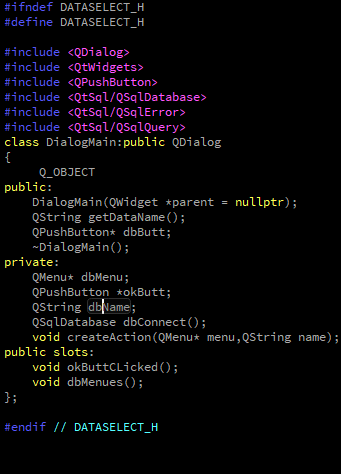 #ifndef DATASELECT_H
#define DATASELECT_H
#include <QDialog>
#include <QtWidgets>
#include <QPushButton>
#include <QtSql/QSqlDatabase>
#include <QtSql/QSqlError>
#include <QtSql/QSqlQuery>
class DialogMain:public QDialog
{
Q_OBJECT
public:
DialogMain(QWidget *parent = nullptr);
QString getDataName();
QPushButton* dbButt;
~DialogMain();
private:
QMenu* dbMenu;
QPushButton *okButt;
QString dbName;
QSqlDatabase dbConnect();
void createAction(QMenu* menu,QString name);
public slots:
void okButtCLicked();
void dbMenues();
};
#endif // DATASELECT_H